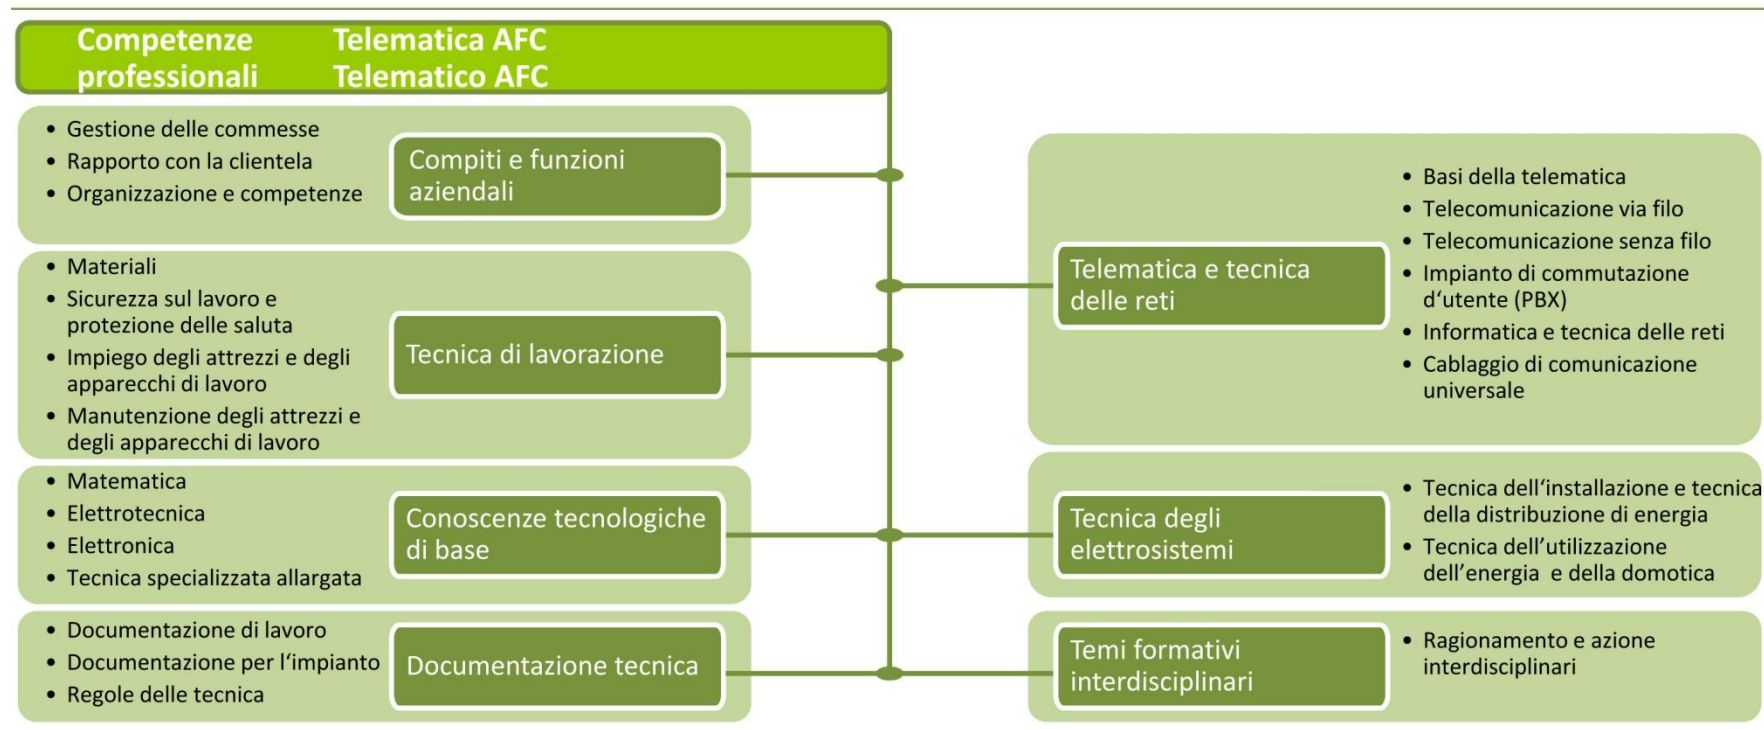 Competenze Telematica AFC
professionali Telematico AFC
• Gestione delle commesse
• Rapporto con la clientela
• Organizzazione e competenze
Compiti e funzioni
aziendali
• Materiali
• Sicurezza sul lavoro e
protezione delle saluta
• Impiego degli attrezzi e degli
apparecchi di lavoro
• Manutenzione degli attrezzi e
degli apparecchi di lavoro
Tecnica di lavorazione
• Matematica
• Elettrotecnica
• Elettronica
• Tecnica specializzata allargata
Conoscenze tecnologiche
di base
• Documentazione di lavoro
• Documentazione per l‘impianto
• Regole delle tecnica
Documentazione tecnica
Telematica e tecnica
delle reti
• Basi della telematica
• Telecomunicazione via filo
• Telecomunicazione senza filo
• Impianto di commutazione
d‘utente (PBX)
• Informatica e tecnica delle reti
• Cablaggio di comunicazione
universale
Tecnica degli
elettrosistemi
• Tecnica dell‘installazione e tecnica
della distribuzione di energia
• Tecnica dell’utilizzazione
dell’energia e della domotica
Temi formativi
interdisciplinari
• Ragionamento e azione
interdisciplinari